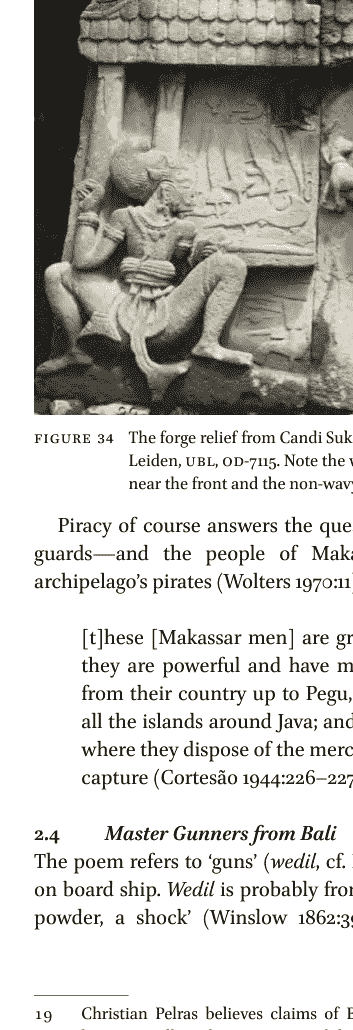 FIGURE 34 The forge relief from Candi Suk
Leiden, UBL, OD-7115. Note the
near the front and the non-wavy
Piracy of course answers the que
guards—and the people of Maka
archipelago's pirates (Wolters 1970:11
[t]hese [Makassar men] are gr
they are powerful and have m
from their country up to Pegu,
all the islands around Java; and
where they dispose of the merc
capture (Cortesão 1944:226–227
2.4 Master Gunners from Bali
The poem refers to 'guns' (wedil, cf.
on board ship. Wedil is probably from
powder, a shock' (Winslow 1862:39
19 Christian Pelras believes claims of